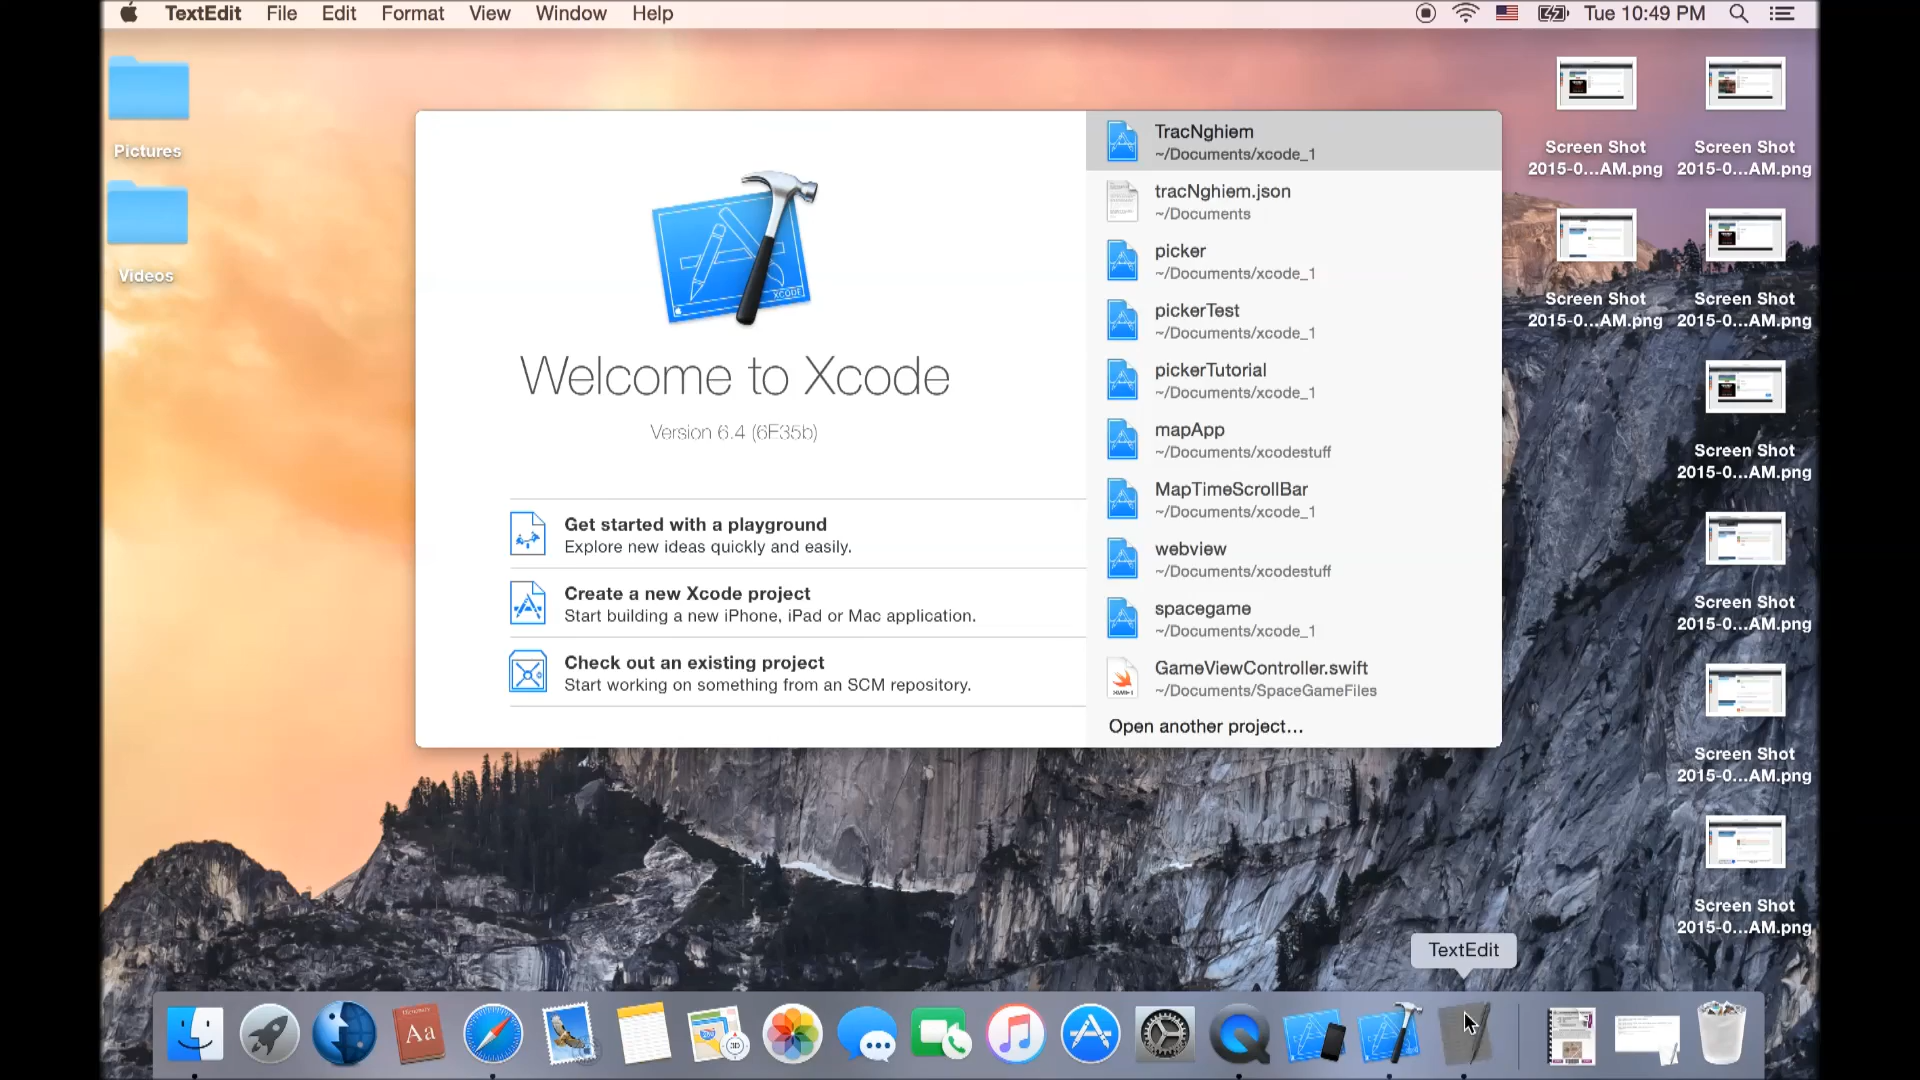 TextEdit File Edit Format View Window Help Tue 10:49 PM
Pictures
Videos
XCODE
Welcome to Xcode
Version 6.4 (6E35b)
Get started with a playground
Explore new ideas quickly and easily.
Create a new Xcode project
Start building a new iPhone, iPad or Mac application.
Check out an existing project
Start working on something from an SCM repository.
TracNghiem
~/Documents/xcode_1
tracNghiem.json
~/Documents
picker
~/Documents/xcode_1
pickerTest
~/Documents/xcode_1
pickerTutorial
~/Documents/xcode_1
mapApp
~/Documents/xcodestuff
MapTimeScrollBar
~/Documents/xcode_1
webview
~/Documents/xcodestuff
spacegame
~/Documents/xcode_1
GameViewController.swift
~/Documents/SpaceGameFiles
Open another project...
Screen Shot
2015-0...AM.png
Screen Shot
2015-0...AM.png
Screen Shot
2015-0...AM.png
Screen Shot
2015-0...AM.png
Screen Shot
2015-0...AM.png
Screen Shot
2015-0...AM.png
Screen Shot
2015-0...AM.png
Screen Shot
2015-0...AM.png
TextEdit
Aa
3D